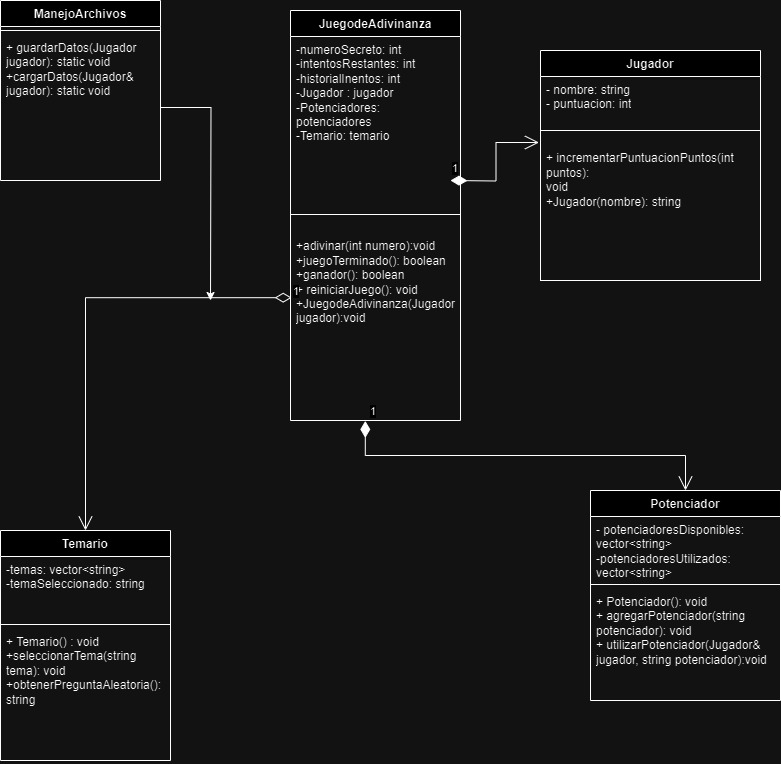 ManejoArchivos
+ guardarDatos(Jugador
jugador): static void
+cargarDatos(Jugador&
jugador): static void
JuegodeAdivinanza
-numeroSecreto: int
-intentosRestantes: int
-historialInentos: int
-Jugador : jugador
-Potenciadores:
potenciadores
-Temario: temario
1
+adivinar(int numero):void
+juegoTerminado(): boolean
+ganador(): boolean
1
+ reiniciarJuego(): void
+JuegodeAdivinanza(Jugador
jugador):void
1
Jugador
- nombre: string
- puntuacion: int
+ incrementarPuntuacionPuntos(int
puntos):
void
+Jugador(nombre): string
Temario
-temas: vector<string>
-temaSeleccionado: string
+ Temario() : void
+seleccionarTema(string
tema): void
+obtenerPreguntaAleatoria():
string
Potenciador
- potenciadoresDisponibles:
vector<string>
-potenciadoresUtilizados:
vector<string>
+ Potenciador(): void
+ agregarPotenciador(string
potenciador): void
+ utilizarPotenciador(Jugador&
jugador, string potenciador):void